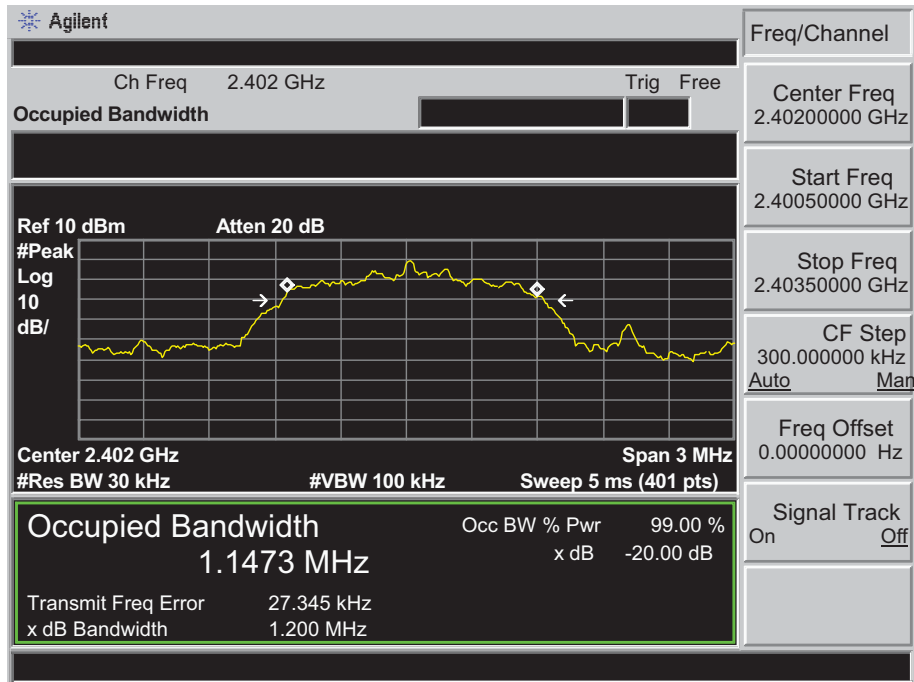 Agilent
Ch Freq 2.402 GHz Trig Free
Occupied Bandwidth
Ref 10 dBm Atten 20 dB
#Peak
Log
10
dB/
Center 2.402 GHz Span 3 MHz
#Res BW 30 kHz #VBW 100 kHz Sweep 5 ms (401 pts)
Occupied Bandwidth
1.1473 MHz
Occ BW % Pwr 99.00 %
x dB -20.00 dB
Transmit Freq Error 27.345 kHz
x dB Bandwidth 1.200 MHz
Freq/Channel
Center Freq
2.40200000 GHz
Start Freq
2.40050000 GHz
Stop Freq
2.40350000 GHz
CF Step
300.000000 kHz
Auto Man
Freq Offset
0.00000000 Hz
Signal Track
On Off